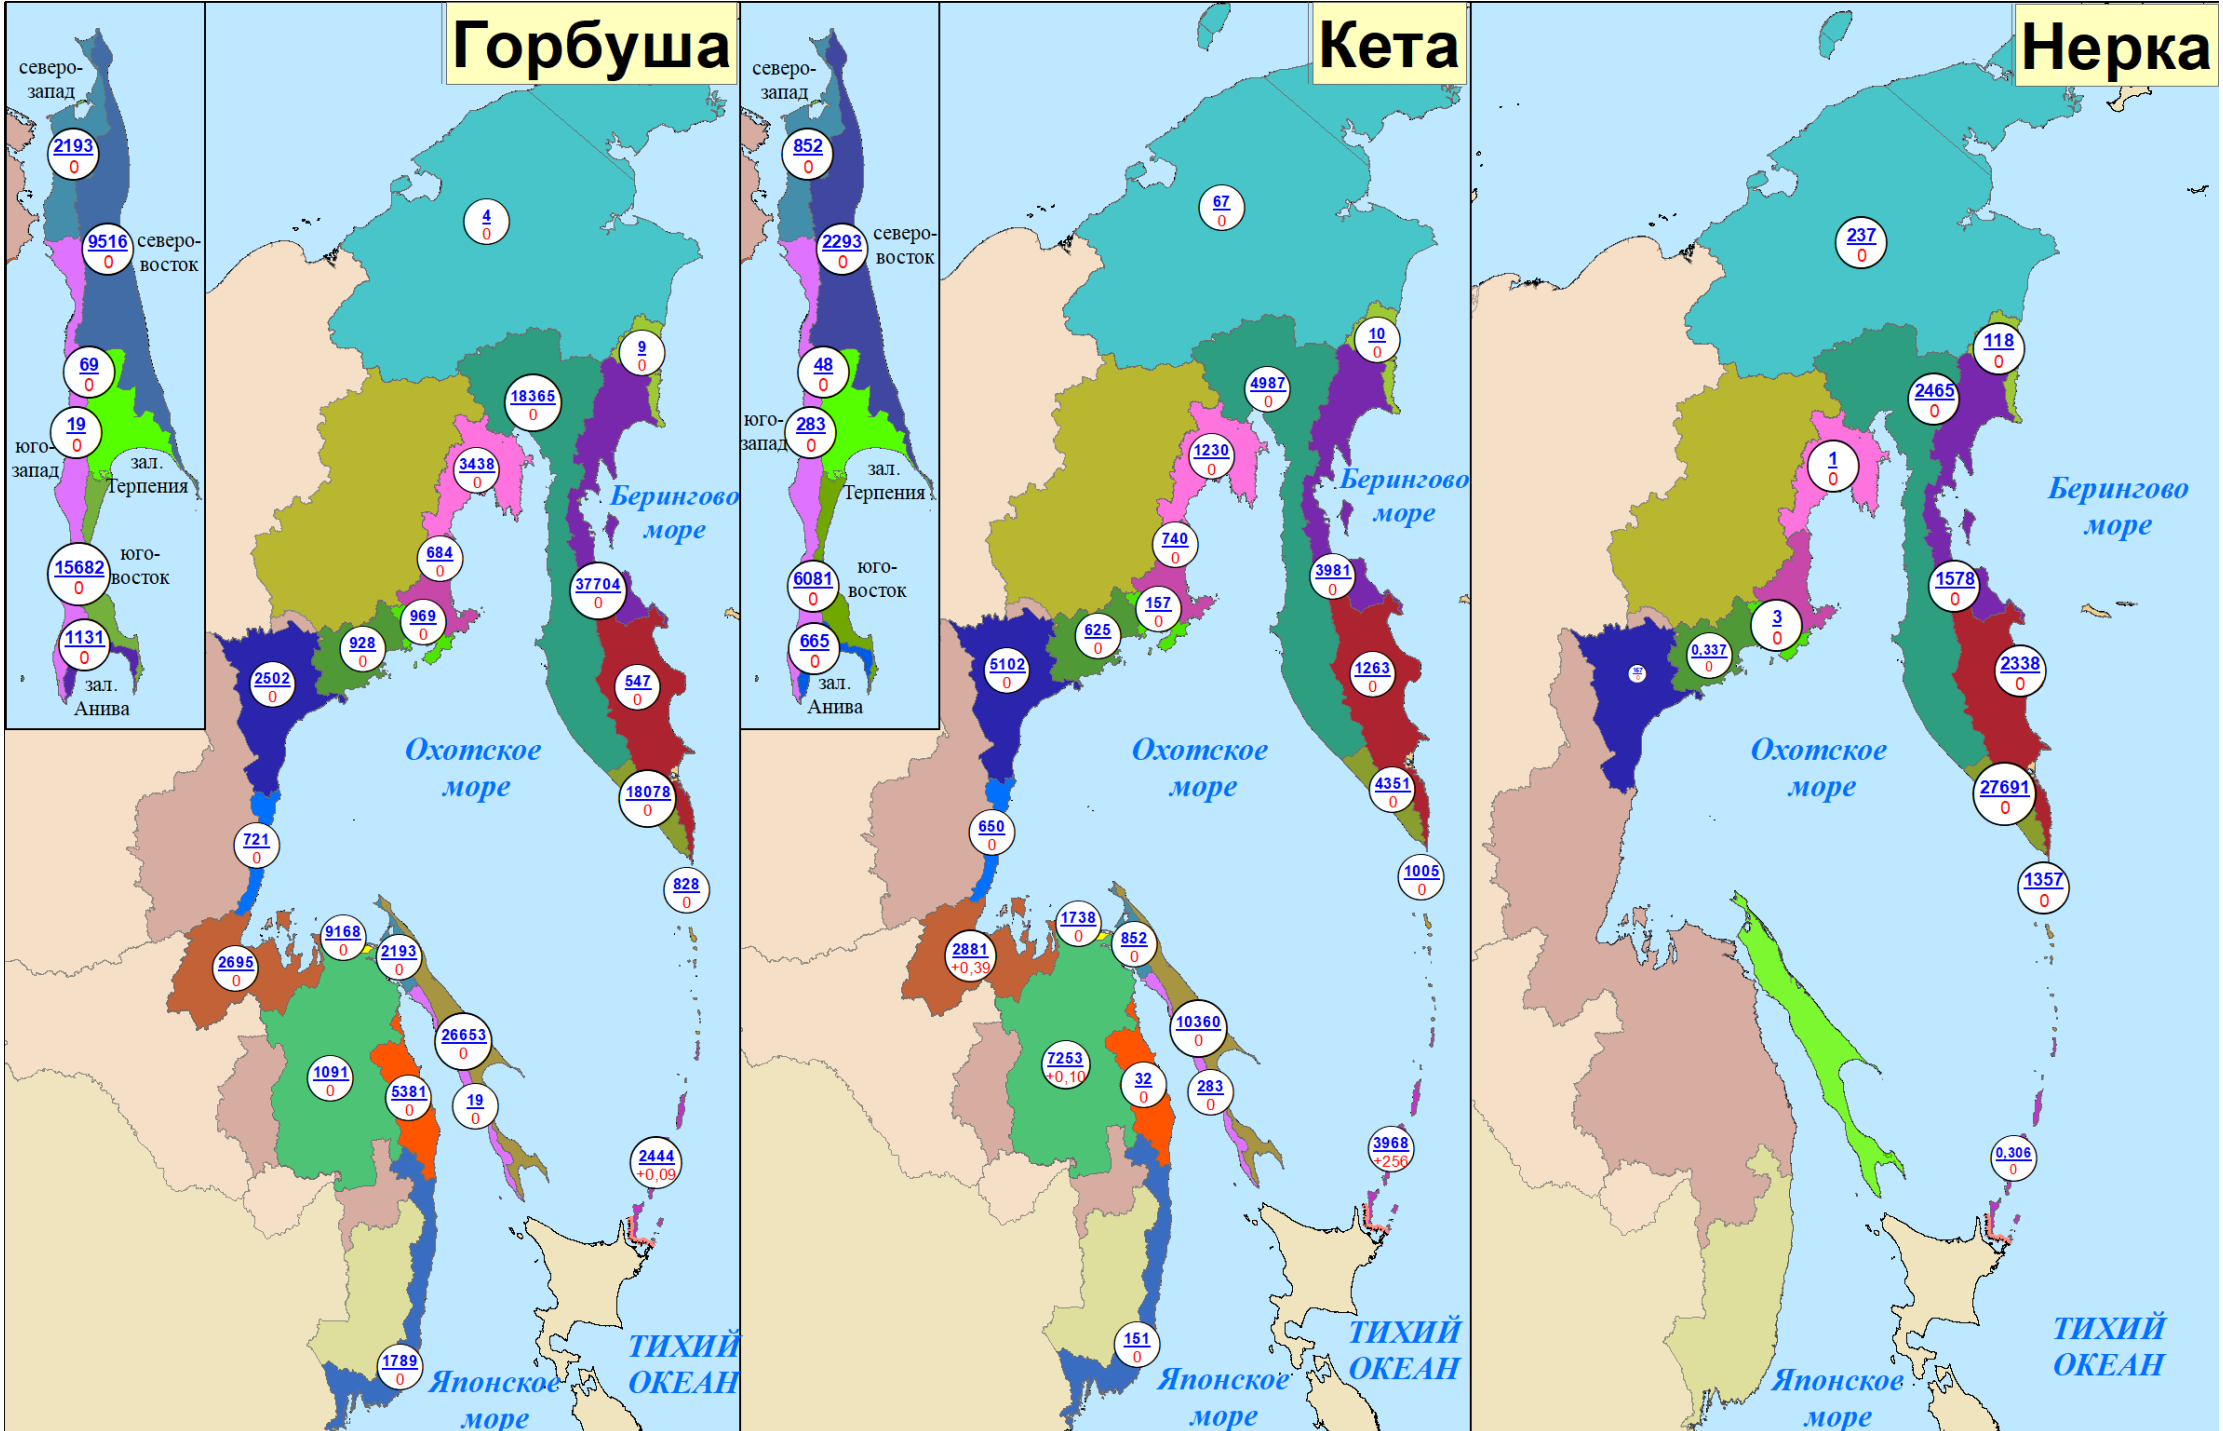 Горбуша
северо-
запад
2193
0
9516
0
северо-
восток
69
0
19
0
юго-
запад
зал.
Терпения
15682
0
юго-
восток
1131
0
зал.
Анива
4
0
9
0
18365
0
3438
0
Берингово
море
684
0
37704
0
969
0
928
0
2502
0
547
0
Охотское
море
18078
0
721
0
828
0
9168
0
2193
0
2695
0
26653
0
1091
0
5381
0
19
0
2444
+0,09
1789
0
ТИХИЙ
ОКЕАН
Японское
море
Кета
северо-
запад
852
0
2293
0
северо-
восток
48
0
283
0
юго-
запад
зал.
Терпения
6081
0
юго-
восток
665
0
зал.
Анива
67
0
10
0
4987
0
1230
0
Берингово
море
740
0
3981
0
157
0
625
0
5102
0
1263
0
Охотское
море
4351
0
650
0
1005
0
1738
0
852
0
2881
+0,39
10360
0
7253
+0,10
32
0
283
0
3968
+256
151
0
ТИХИЙ
ОКЕАН
Японское
море
Нерка
237
0
118
0
2465
0
1
0
Берингово
море
1578
0
3
0
0,337
0
2338
0
Охотское
море
27691
0
1357
0
0,306
0
ТИХИЙ
ОКЕАН
Японское
море